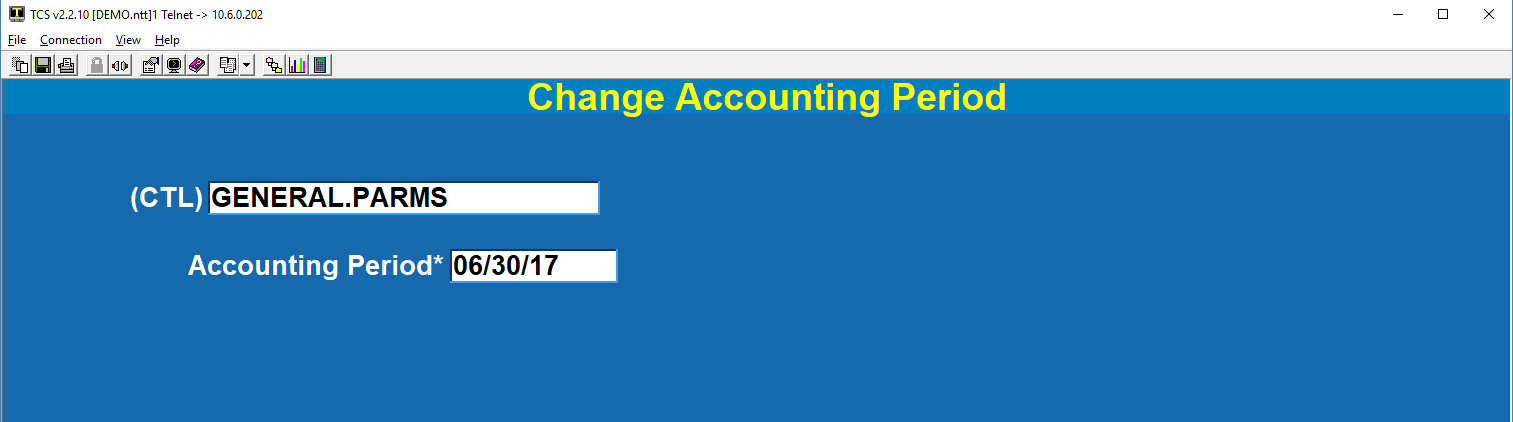 TCS v2.2.10 [DEMO.ntt]1 Telnet -> 10.6.0.202
File Connection View Help
Change Accounting Period
(CTL) GENERAL.PARMS
Accounting Period* 06/30/17